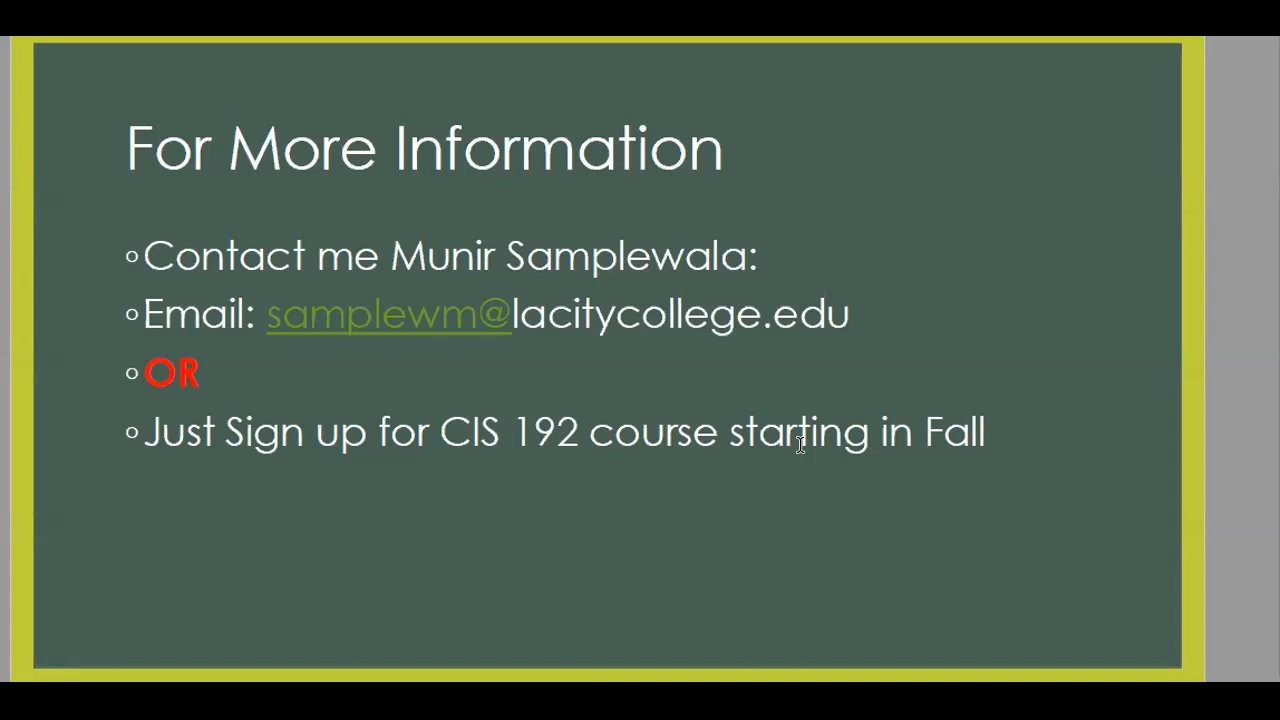 For More Information
◦Contact me Munir Samplewala:
◦Email: samplewm@lacitycollege.edu
◦OR
◦Just Sign up for CIS 192 course starting in Fall